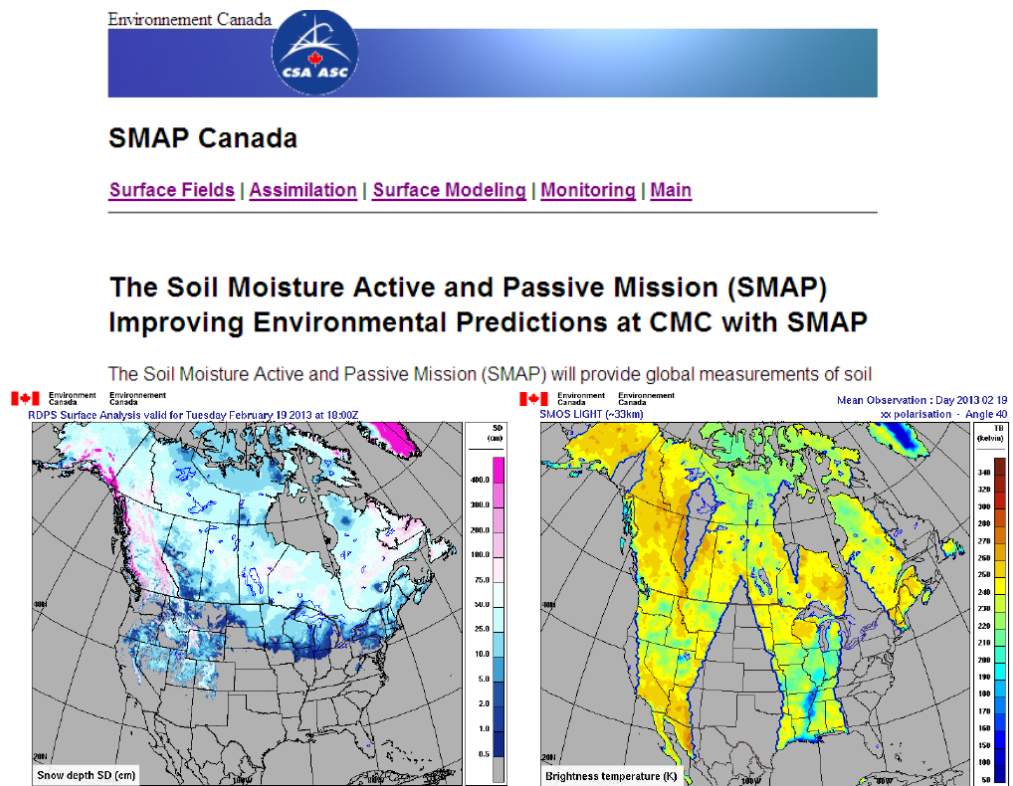 Environnement Canada
CSA ASC
SMAP Canada
Surface Fields | Assimilation | Surface Modeling | Monitoring | Main
The Soil Moisture Active and Passive Mission (SMAP)
Improving Environmental Predictions at CMC with SMAP
The Soil Moisture Active and Passive Mission (SMAP) will provide global measurements of soil
Environment Canada Environnement Canada
RDPS Surface Analysis valid for Tuesday February 19 2013 at 18:00Z
SD
(cm)
400.0
300.0
200.0
100.0
75.0
50.0
25.0
10.0
5.0
2.0
1.0
0.5
20N
100W
Snow depth SD (cm)
Environment Canada Environnement Canada
Mean Observation : Day 2013 02 19
SMOS LIGHT (~33km)
xx polarisation - Angle 40
TB
(kelvin)
340
320
300
280
270
260
250
240
230
220
210
200
190
180
170
160
150
100
50
20N
100W
Brightness temperature (K)